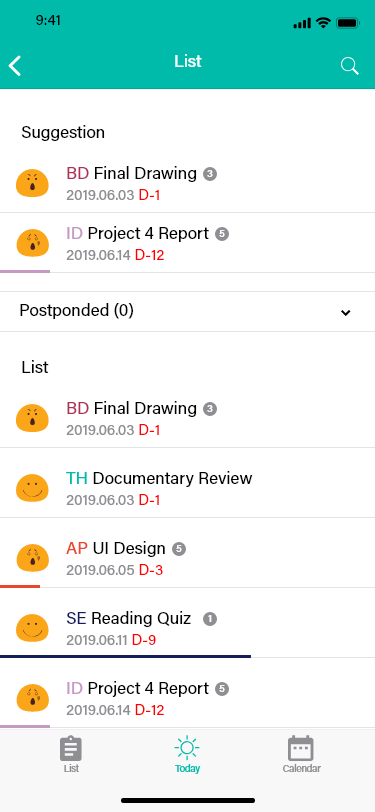 9:41
List
Suggestion
BD Final Drawing 3
2019.06.03 D-1
ID Project 4 Report 5
2019.06.14 D-12
Postponded (0)
List
BD Final Drawing 3
2019.06.03 D-1
TH Documentary Review
2019.06.03 D-1
AP UI Design 5
2019.06.05 D-3
SE Reading Quiz 1
2019.06.11 D-9
ID Project 4 Report 5
2019.06.14 D-12
List Today Calendar